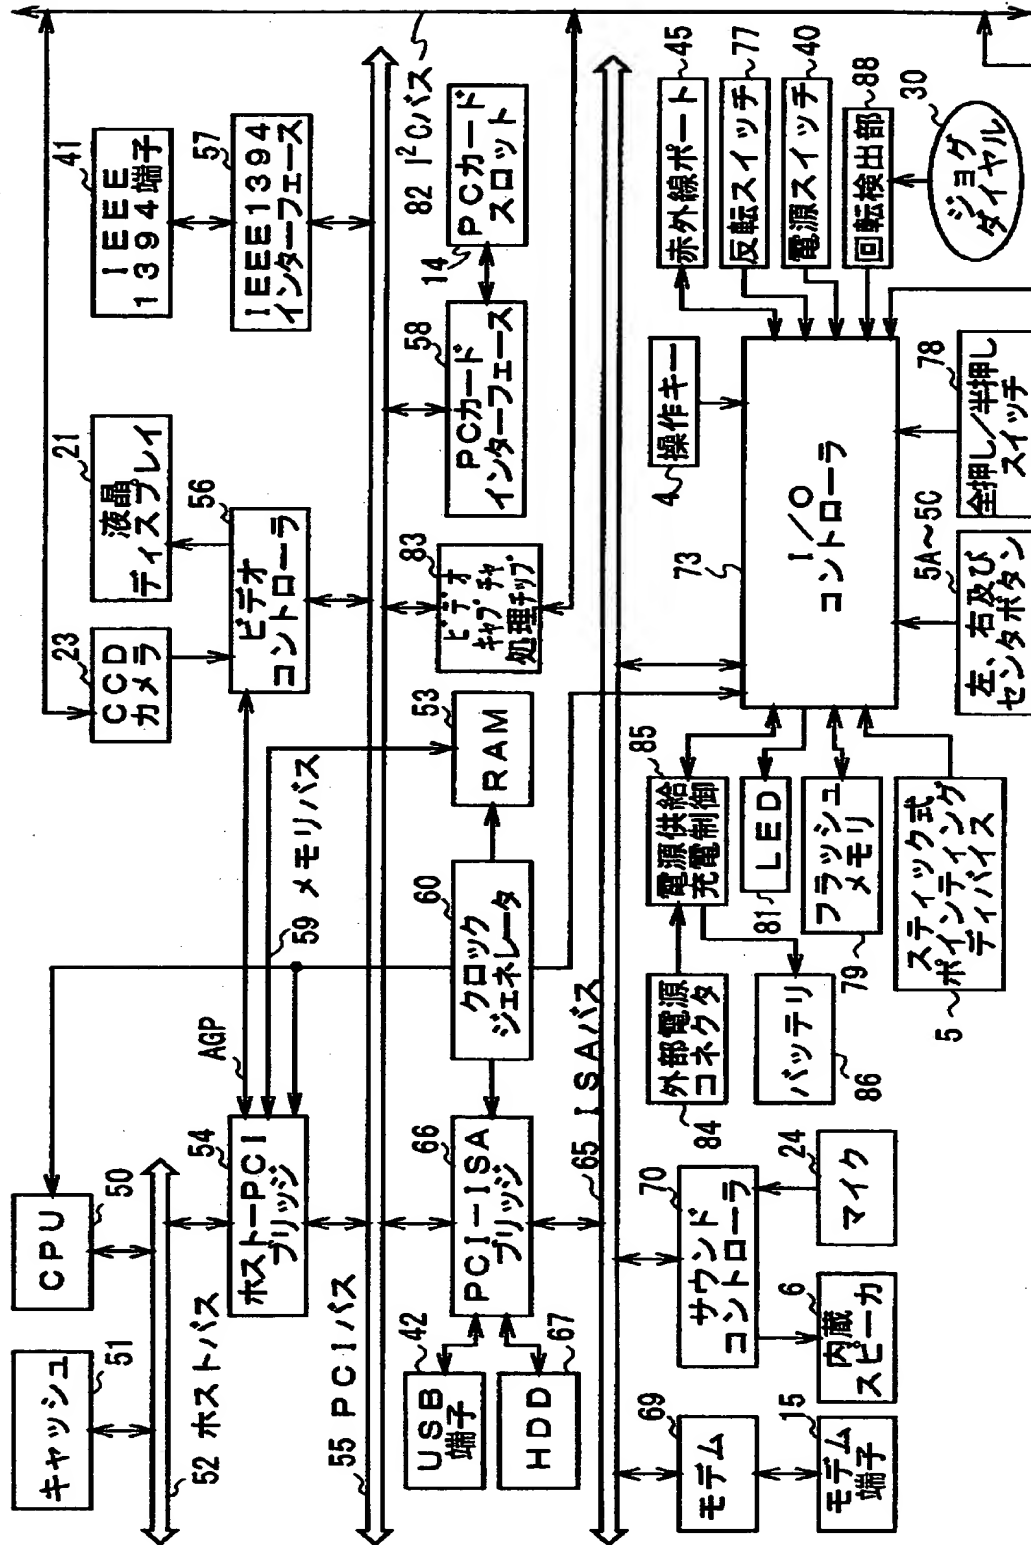 キャッシュ
51
CPU
50
52 ホストバス
ホスト－PCI
ブリッジ
54
AGP
59 メモリバス
CCD
カメラ
23
液晶
ディスプレイ
21
ビデオ
コントローラ
56
IEEE
1394端子
41
IEEE1394
インターフェース
57
82 I²Cバス
55 PCIバス
USB
端子
42
HDD
67
PCI－ISA
ブリッジ
66
クロック
ジェネレータ
60
RAM
53
ビデオ
キャプチャ
処理チップ
83
PCカード
インターフェース
58
PCカード
スロット
14
65 ISAバス
モデム
69
モデム
端子
15
サウンド
コントローラ
70
内蔵
スピーカ
6
マイク
24
外部電源
コネクタ
84
電源供給
充電制御
85
バッテリ
86
LED
81
フラッシュ
メモリ
79
スティック式
ポインティング
ディバイス
5
操作キー
4
I/O
コントローラ
73
左、右及び
センタボタン
5A～5C
全押し/半押し
スイッチ
78
赤外線ポート
45
反転スイッチ
77
電源スイッチ
40
回転検出部
88
ジョグ
ダイヤル
30